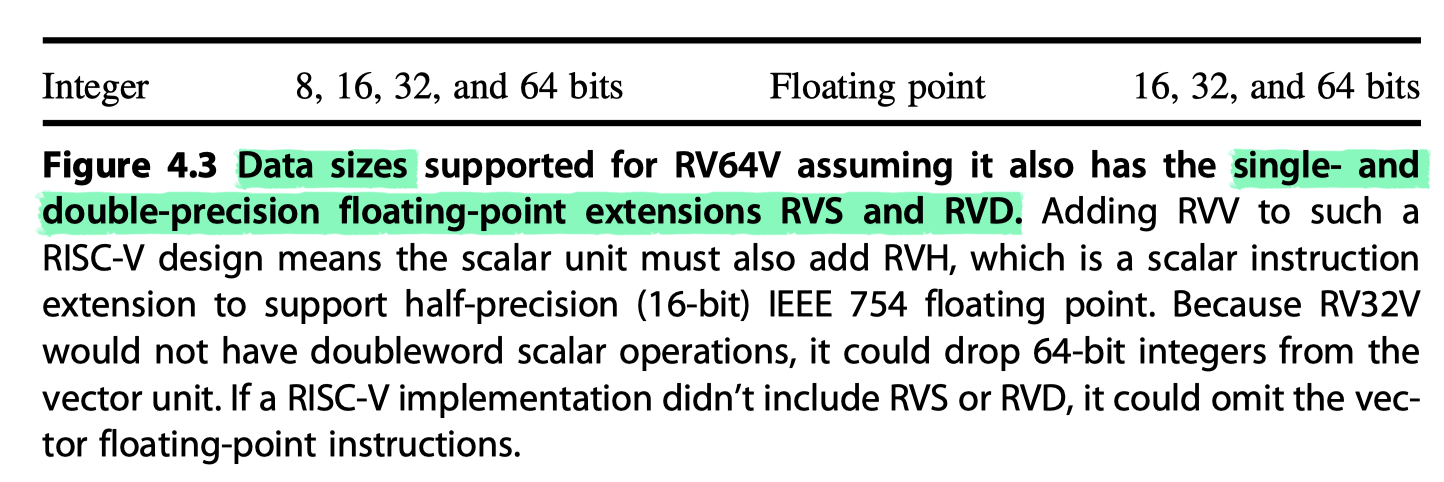 Integer 8, 16, 32, and 64 bits Floating point 16, 32, and 64 bits
Figure 4.3 Data sizes supported for RV64V assuming it also has the single- and
double-precision floating-point extensions RVS and RVD. Adding RVV to such a
RISC-V design means the scalar unit must also add RVH, which is a scalar instruction
extension to support half-precision (16-bit) IEEE 754 floating point. Because RV32V
would not have doubleword scalar operations, it could drop 64-bit integers from the
vector unit. If a RISC-V implementation didn’t include RVS or RVD, it could omit the vec-
tor floating-point instructions.